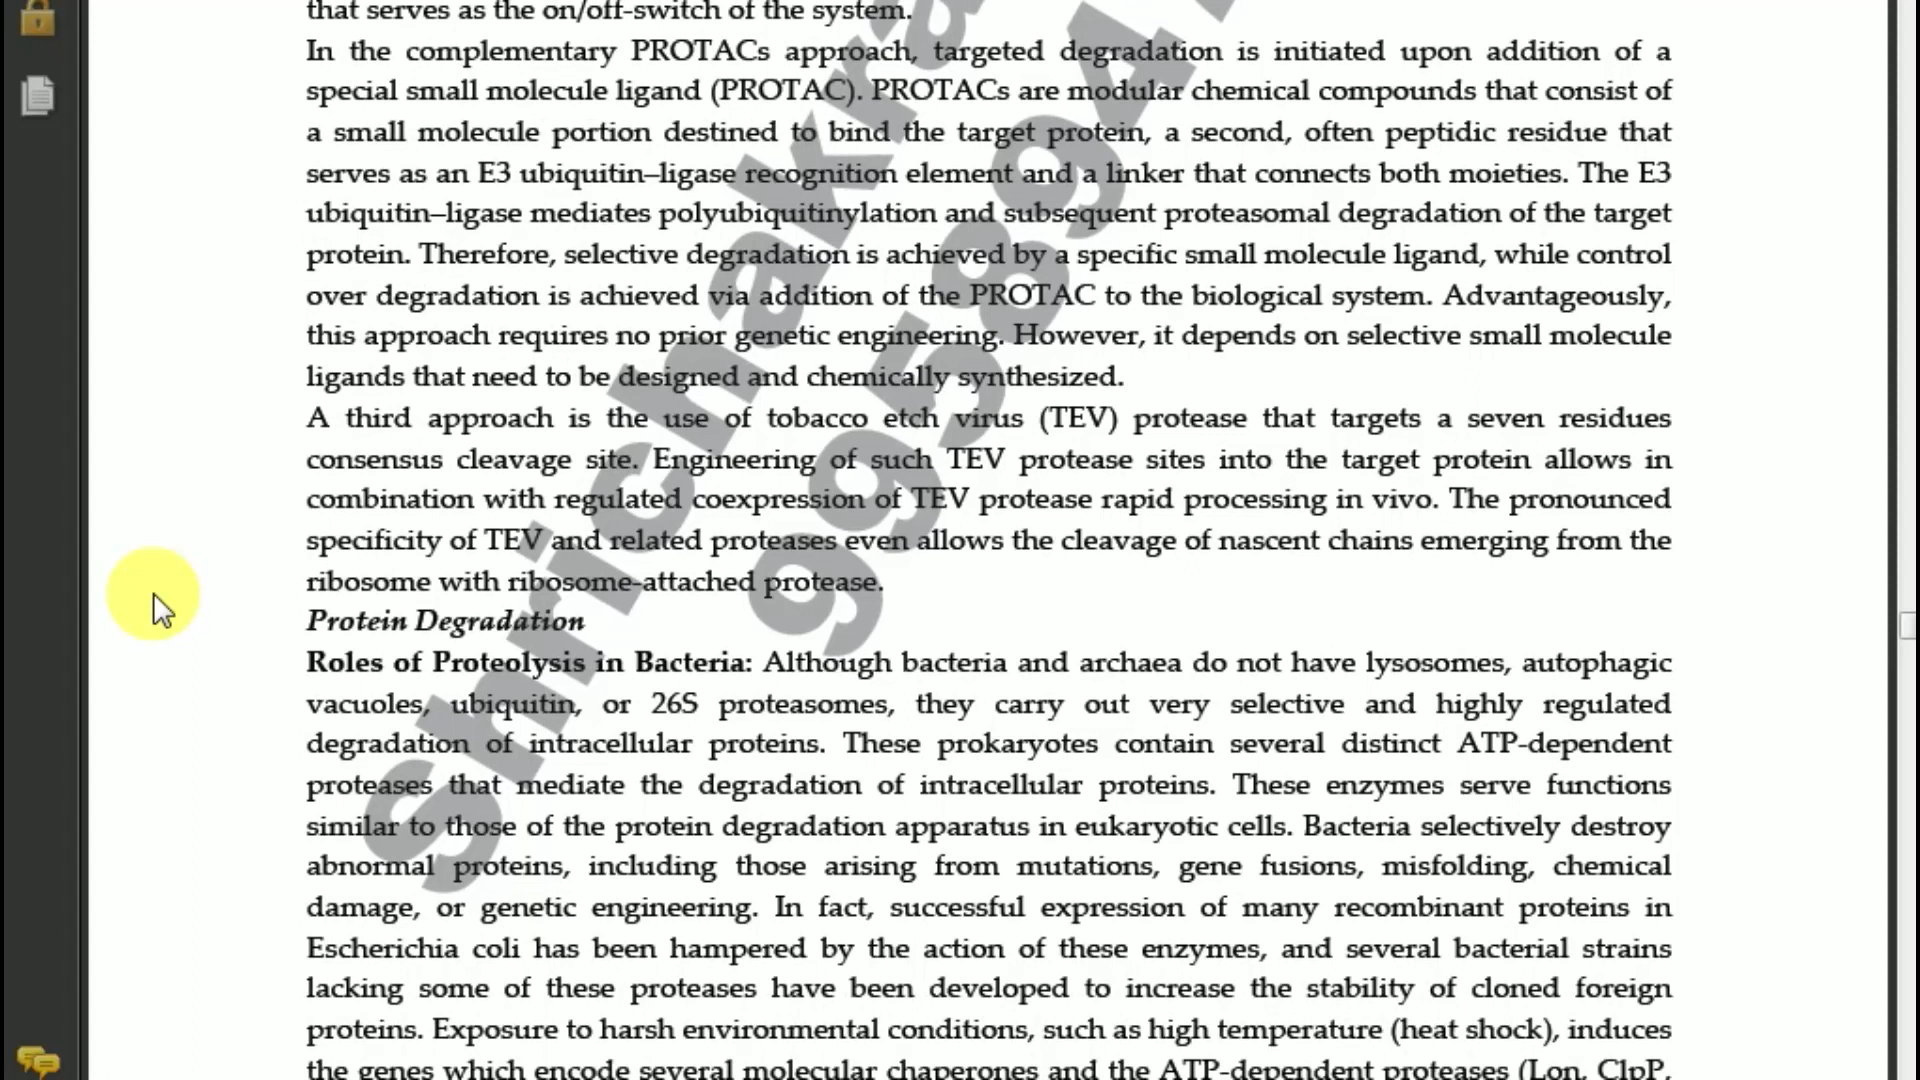 that serves as the on/off-switch of the system.
In the complementary PROTACs approach, targeted degradation is initiated upon addition of a
special small molecule ligand (PROTAC). PROTACs are modular chemical compounds that consist of
a small molecule portion destined to bind the target protein, a second, often peptidic residue that
serves as an E3 ubiquitin–ligase recognition element and a linker that connects both moieties. The E3
ubiquitin–ligase mediates polyubiquitinylation and subsequent proteasomal degradation of the target
protein. Therefore, selective degradation is achieved by a specific small molecule ligand, while control
over degradation is achieved via addition of the PROTAC to the biological system. Advantageously,
this approach requires no prior genetic engineering. However, it depends on selective small molecule
ligands that need to be designed and chemically synthesized.
A third approach is the use of tobacco etch virus (TEV) protease that targets a seven residues
consensus cleavage site. Engineering of such TEV protease sites into the target protein allows in
combination with regulated coexpression of TEV protease rapid processing in vivo. The pronounced
specificity of TEV and related proteases even allows the cleavage of nascent chains emerging from the
ribosome with ribosome-attached protease.
Protein Degradation
Roles of Proteolysis in Bacteria: Although bacteria and archaea do not have lysosomes, autophagic
vacuoles, ubiquitin, or 26S proteasomes, they carry out very selective and highly regulated
degradation of intracellular proteins. These prokaryotes contain several distinct ATP-dependent
proteases that mediate the degradation of intracellular proteins. These enzymes serve functions
similar to those of the protein degradation apparatus in eukaryotic cells. Bacteria selectively destroy
abnormal proteins, including those arising from mutations, gene fusions, misfolding, chemical
damage, or genetic engineering. In fact, successful expression of many recombinant proteins in
Escherichia coli has been hampered by the action of these enzymes, and several bacterial strains
lacking some of these proteases have been developed to increase the stability of cloned foreign
proteins. Exposure to harsh environmental conditions, such as high temperature (heat shock), induces
the genes which encode several molecular chaperones and the ATP-dependent proteases (Lon, ClpP,